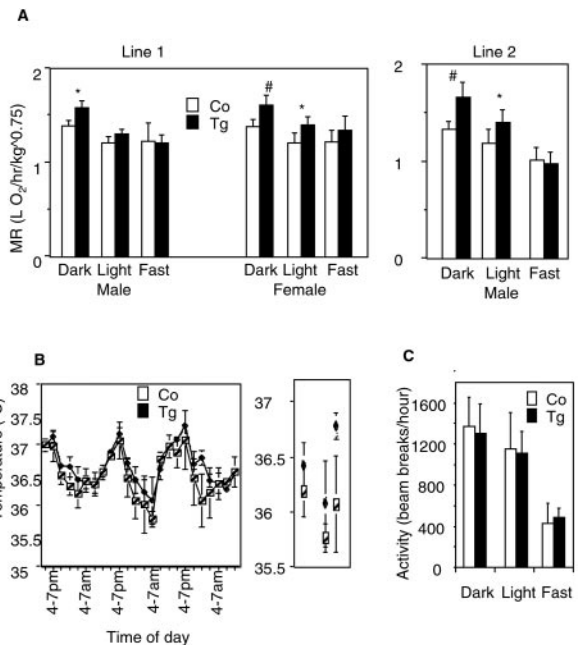 A
Line 1
Line 2
MR (L O2/hr/kg^0.75)
2
1
0
* # *
Co
Tg
Dark Light Fast
Male
Dark Light Fast
Female
2
1
0
# *
Dark Light Fast
Male
B
38
37.5
37
36.5
36
35.5
35
Co
Tg
4-7pm
4-7am
4-7pm
4-7am
4-7pm
4-7am
Time of day
37
36.5
36
35.5
C
Activity (beam breaks/hour)
1600
1200
800
400
0
Co
Tg
Dark Light Fast